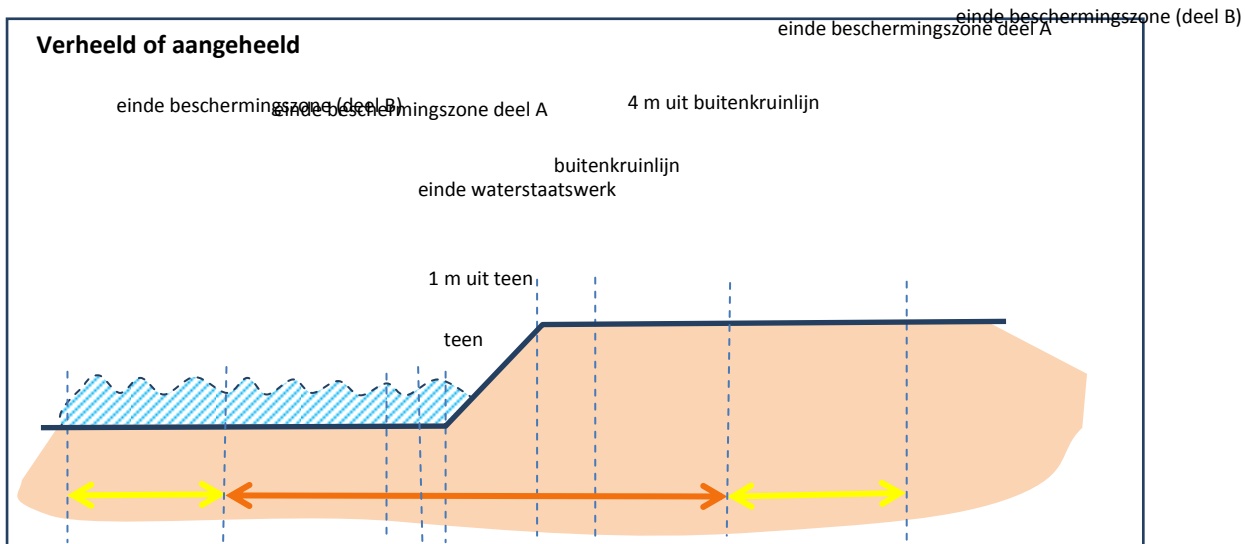 einde beschermingszone (deel B)
einde beschermingszone deel A
Verheeld of aangeheeld
einde beschermingszone (deel B)
einde beschermingszone deel A
4 m uit buitenkruinlijn
buitenkruinlijn
einde waterstaatswerk
1 m uit teen
teen